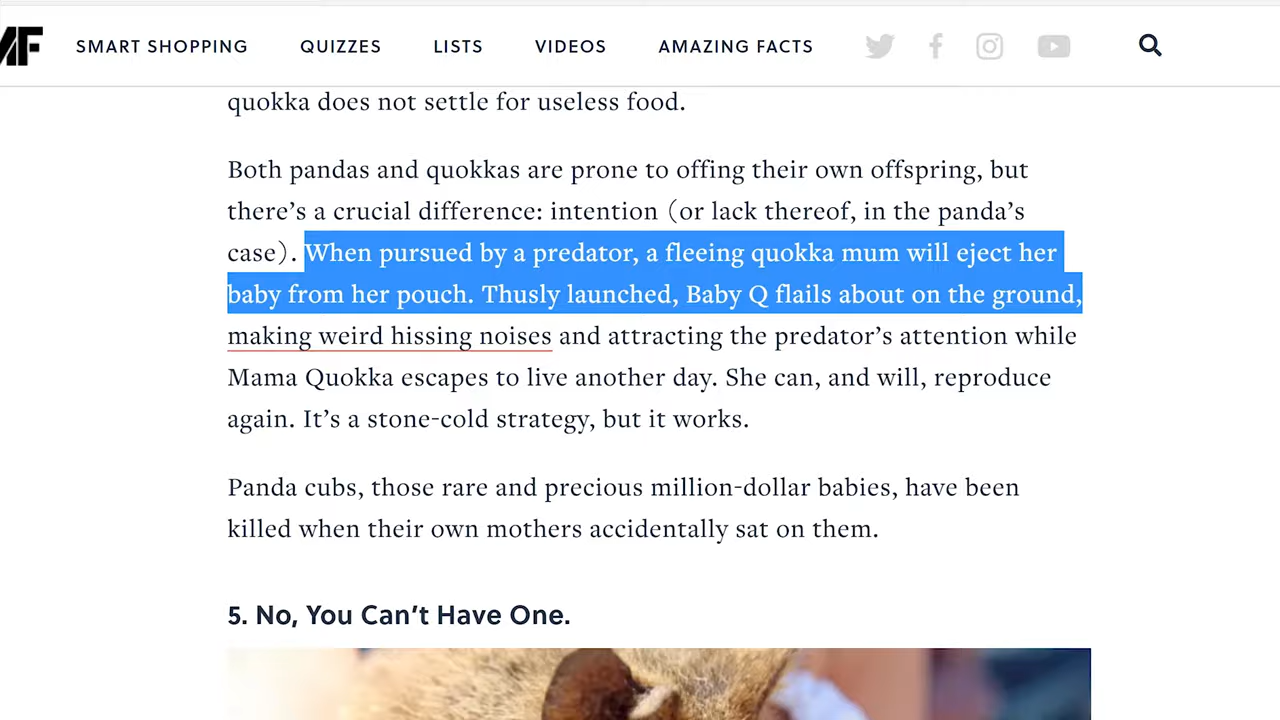 MF SMART SHOPPING QUIZZES LISTS VIDEOS AMAZING FACTS
quokka does not settle for useless food.
Both pandas and quokkas are prone to offing their own offspring, but
there’s a crucial difference: intention (or lack thereof, in the panda’s
case). When pursued by a predator, a fleeing quokka mum will eject her
baby from her pouch. Thusly launched, Baby Q flails about on the ground,
making weird hissing noises and attracting the predator’s attention while
Mama Quokka escapes to live another day. She can, and will, reproduce
again. It’s a stone-cold strategy, but it works.
Panda cubs, those rare and precious million-dollar babies, have been
killed when their own mothers accidentally sat on them.
5. No, You Can’t Have One.